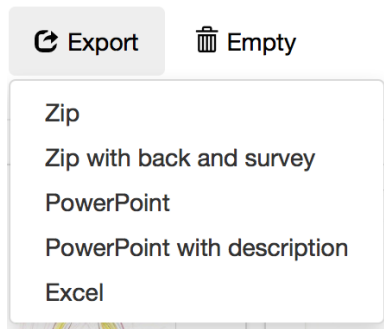 Export Empty
Zip
Zip with back and survey
PowerPoint
PowerPoint with description
Excel